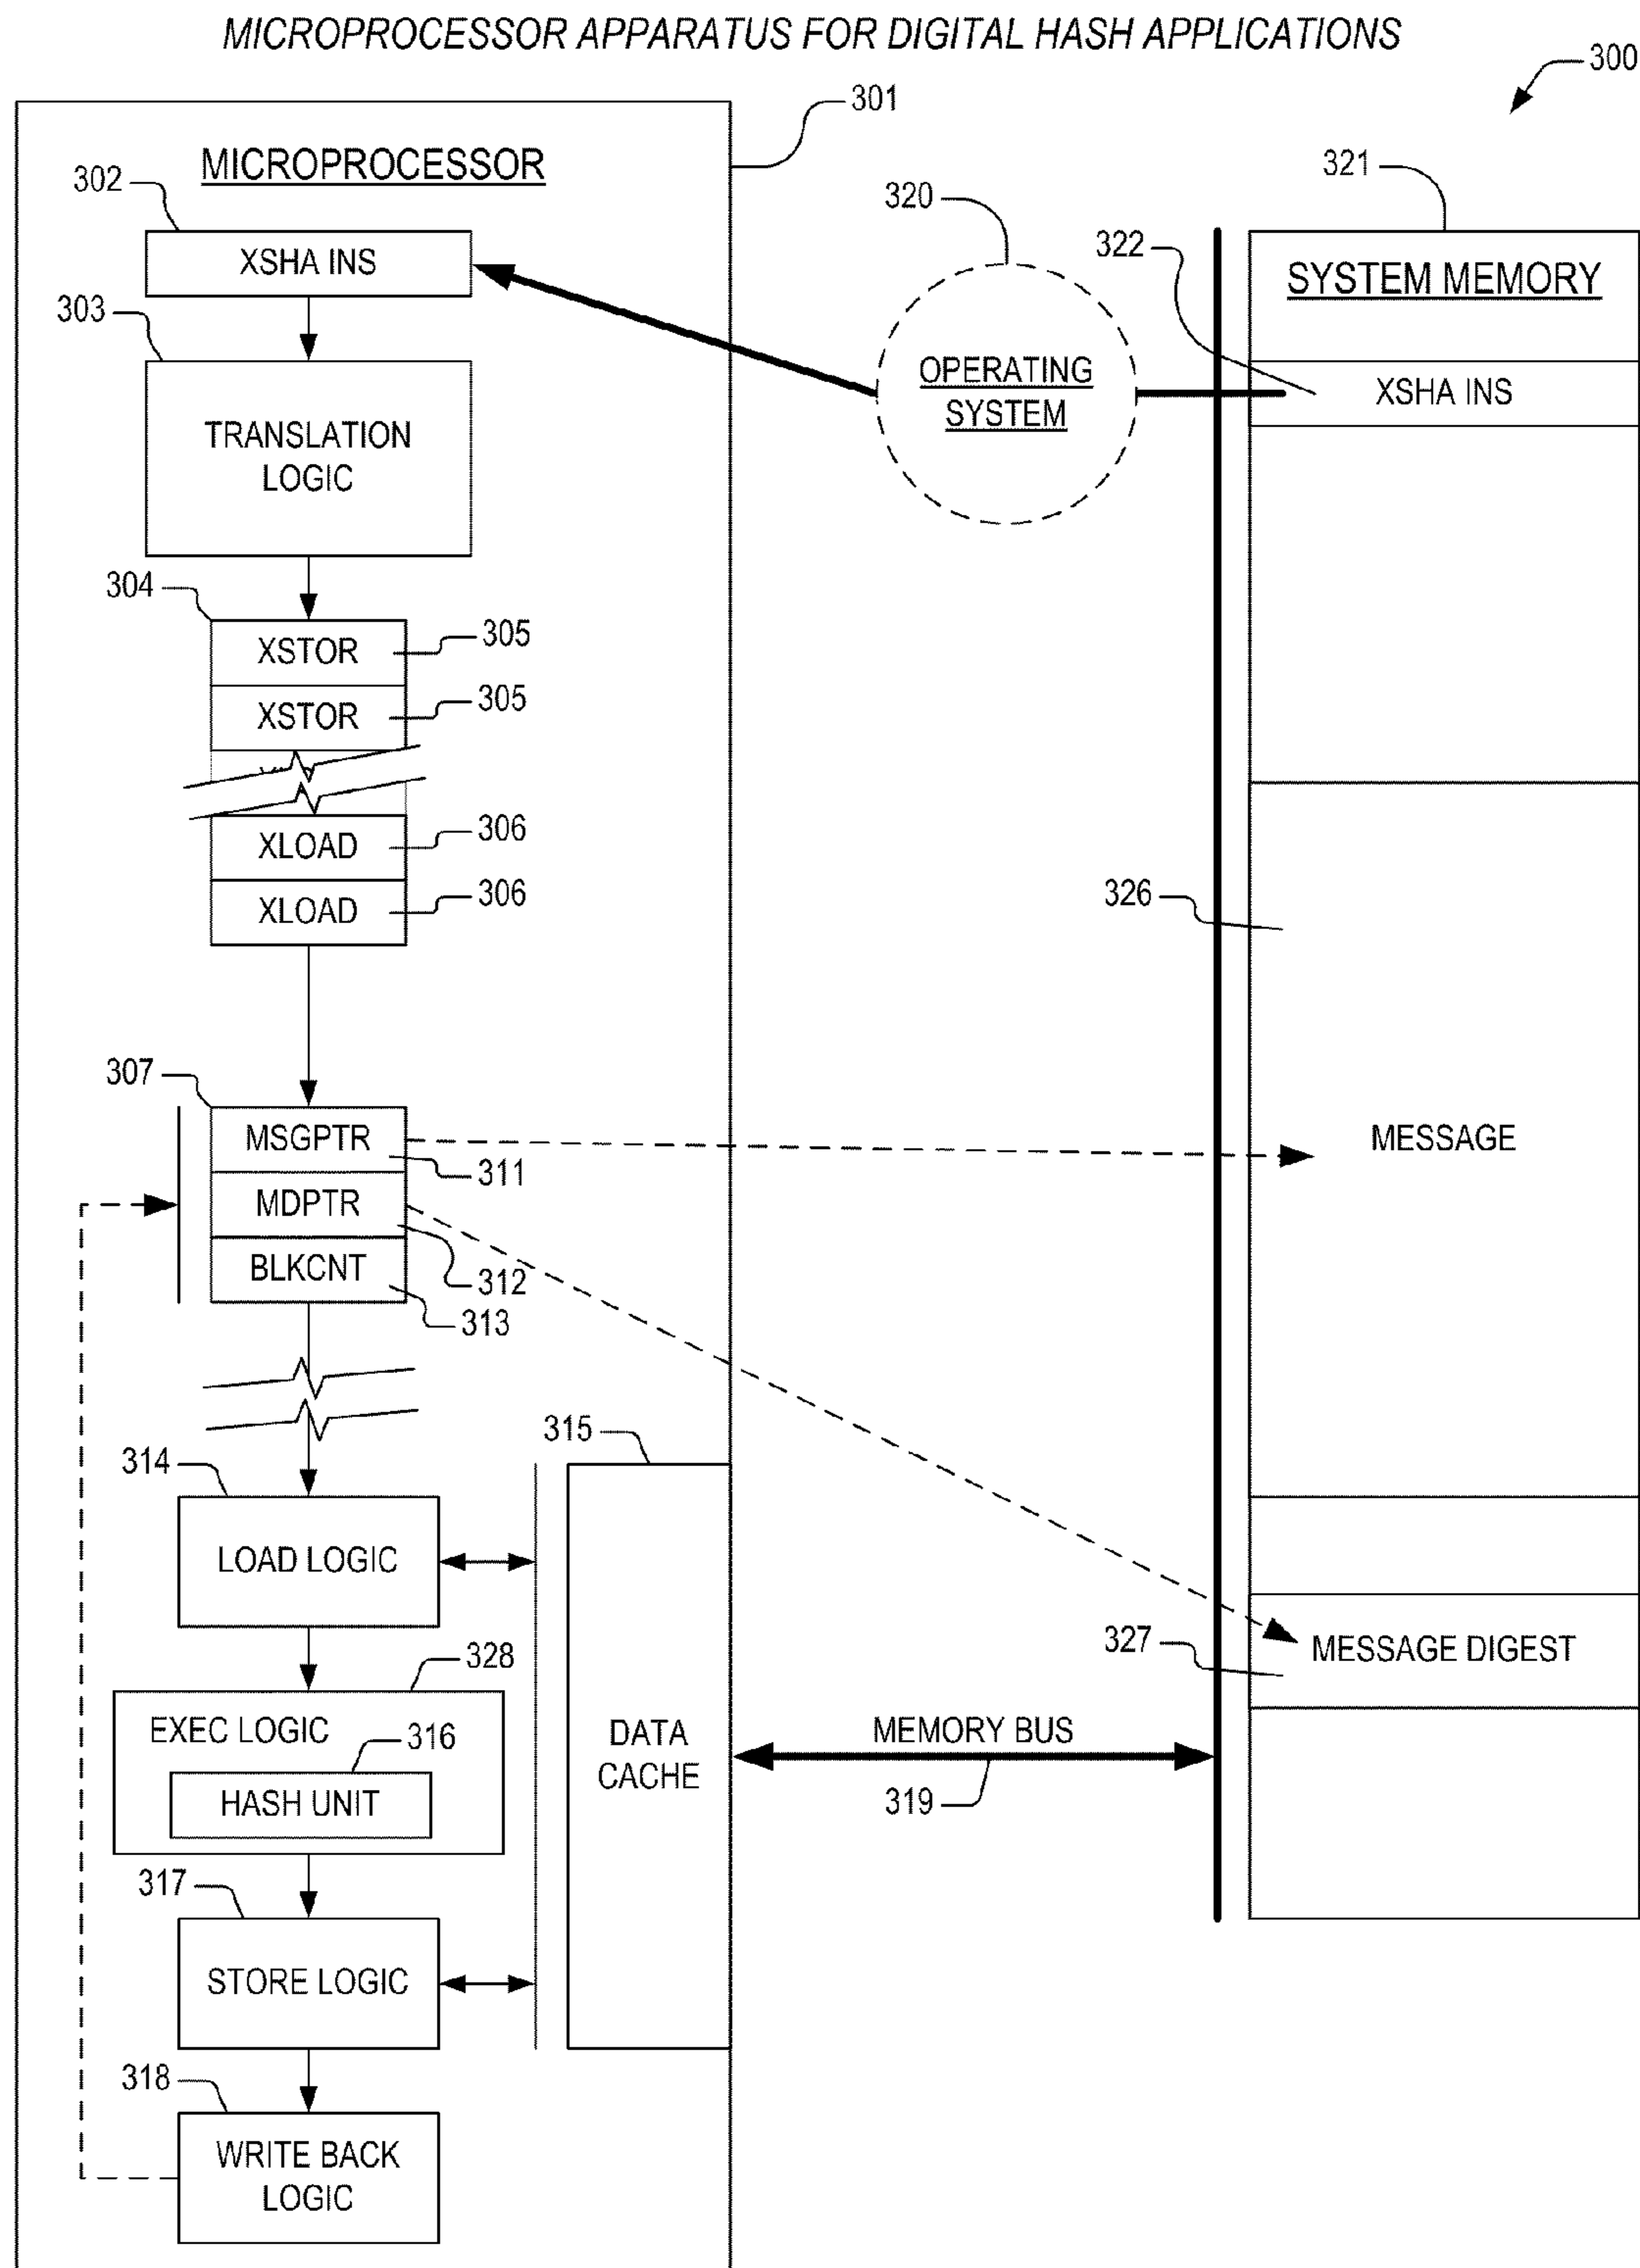 MICROPROCESSOR APPARATUS FOR DIGITAL HASH APPLICATIONS
300
301
MICROPROCESSOR
302
XSHA INS
303
TRANSLATION
LOGIC
304
XSTOR
305
XSTOR
305
XLOAD
306
XLOAD
306
307
MSGPTR
311
MDPTR
312
BLKCNT
313
314
LOAD LOGIC
315
DATA
CACHE
328
EXEC LOGIC
316
HASH UNIT
317
STORE LOGIC
318
WRITE BACK
LOGIC
320
OPERATING
SYSTEM
MEMORY BUS
319
321
SYSTEM MEMORY
322
XSHA INS
326
MESSAGE
327
MESSAGE DIGEST